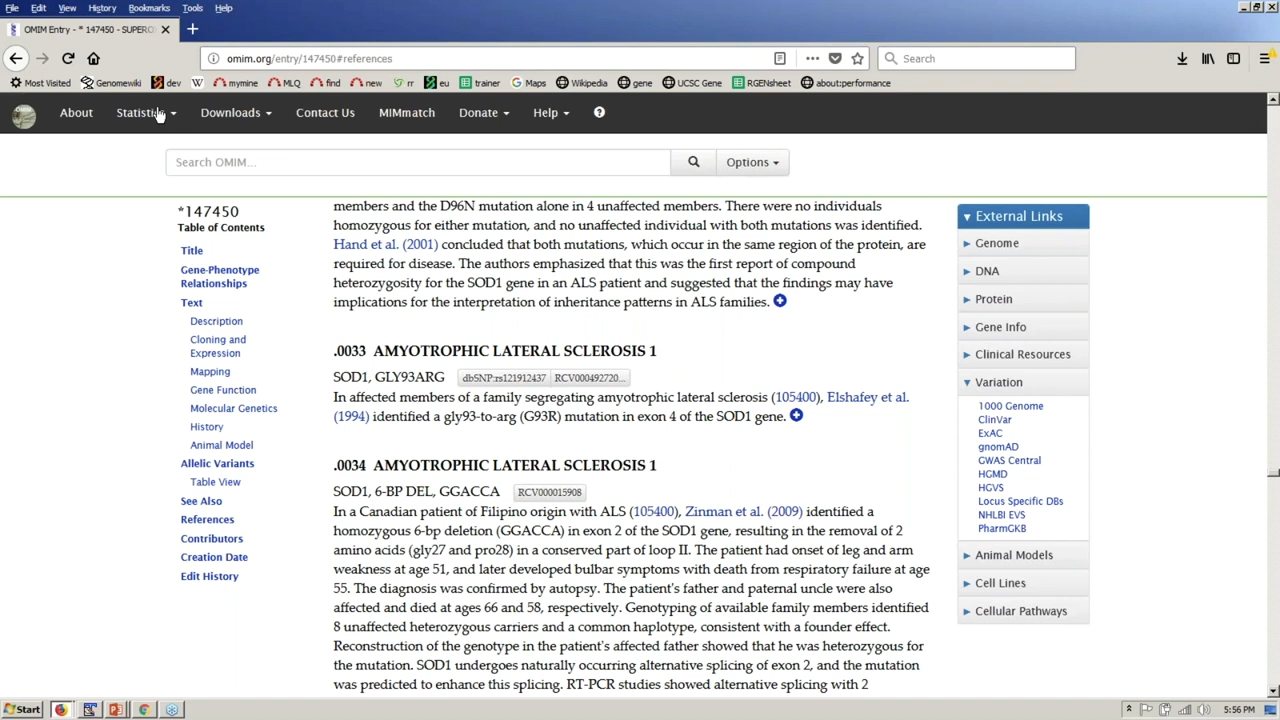 File Edit View History Bookmarks Tools Help
OMIM Entry - * 147450 - SUPERO
omim.org/entry/147450#references
Search
Most Visited Genomewiki dev mymine MLQ find new rr eu trainer Maps Wikipedia gene UCSC Gene RGENsheet about:performance
About Statistics Downloads Contact Us MIMmatch Donate Help
Search OMIM...
Options
*147450
Table of Contents
Title
Gene-Phenotype
Relationships
Text
Description
Cloning and
Expression
Mapping
Gene Function
Molecular Genetics
History
Animal Model
Allelic Variants
Table View
See Also
References
Contributors
Creation Date
Edit History
members and the D96N mutation alone in 4 unaffected members. There were no individuals
homozygous for either mutation, and no unaffected individual with both mutations was identified.
Hand et al. (2001) concluded that both mutations, which occur in the same region of the protein, are
required for disease. The authors emphasized that this was the first report of compound
heterozygosity for the SOD1 gene in an ALS patient and suggested that the findings may have
implications for the interpretation of inheritance patterns in ALS families.
.0033 AMYOTROPHIC LATERAL SCLEROSIS 1
SOD1, GLY93ARG dbSNP:rs121912437 RCV000492720...
In affected members of a family segregating amyotrophic lateral sclerosis (105400), Elshafey et al.
(1994) identified a gly93-to-arg (G93R) mutation in exon 4 of the SOD1 gene.
.0034 AMYOTROPHIC LATERAL SCLEROSIS 1
SOD1, 6-BP DEL, GGACCA RCV000015908
In a Canadian patient of Filipino origin with ALS (105400), Zinman et al. (2009) identified a
homozygous 6-bp deletion (GGACCA) in exon 2 of the SOD1 gene, resulting in the removal of 2
amino acids (gly27 and pro28) in a conserved part of loop II. The patient had onset of leg and arm
weakness at age 51, and later developed bulbar symptoms with death from respiratory failure at age
55. The diagnosis was confirmed by autopsy. The patient's father and paternal uncle were also
affected and died at ages 66 and 58, respectively. Genotyping of available family members identified
8 unaffected heterozygous carriers and a common haplotype, consistent with a founder effect.
Reconstruction of the genotype in the patient's affected father showed that he was heterozygous for
the mutation. SOD1 undergoes naturally occurring alternative splicing of exon 2, and the mutation
was predicted to enhance this splicing. RT-PCR studies showed alternative splicing with 2
External Links
Genome
DNA
Protein
Gene Info
Clinical Resources
Variation
1000 Genome
ClinVar
ExAC
gnomAD
GWAS Central
HGMD
HGVS
Locus Specific DBs
NHLBI EVS
PharmGKB
Animal Models
Cell Lines
Cellular Pathways
Start
5:56 PM